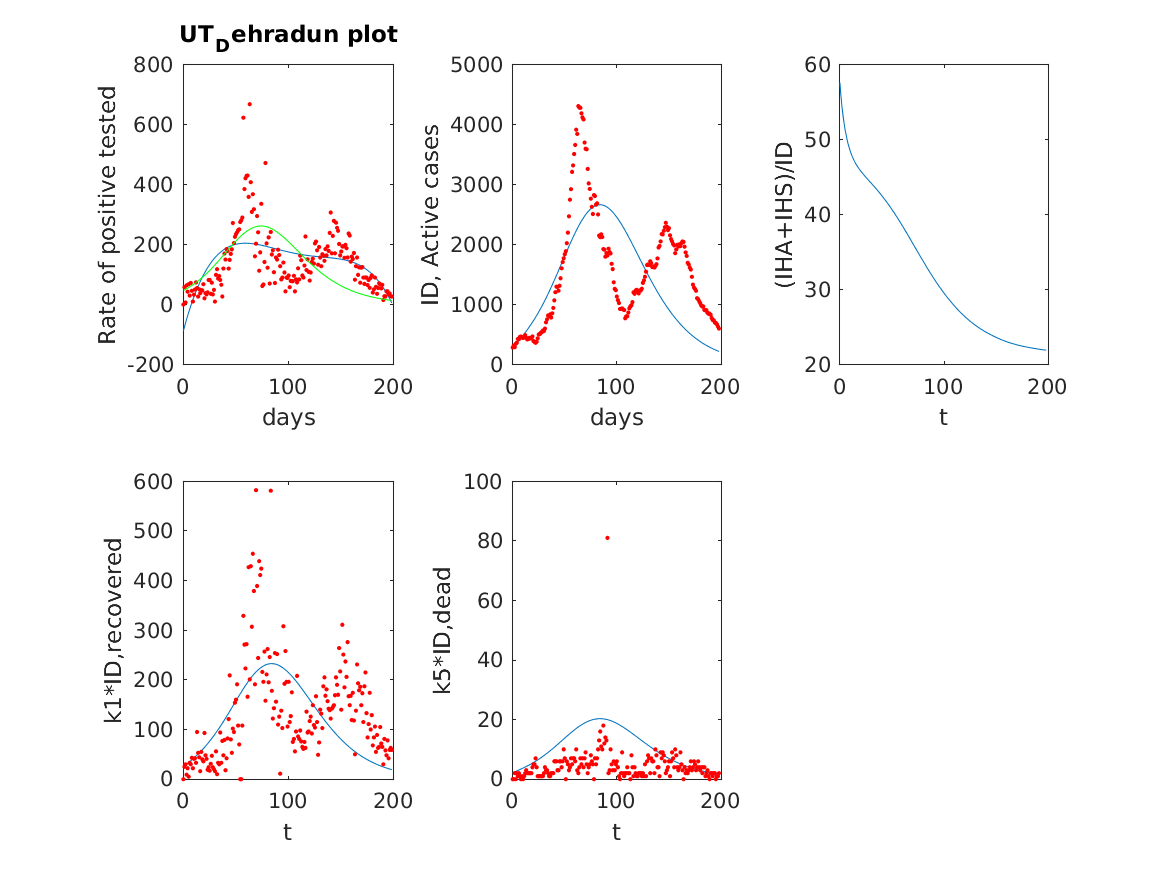 UT_Dehradun plot
800
600
400
200
0
-200
Rate of positive tested
0 100 200
days
5000
4000
3000
2000
1000
0
ID, Active cases
0 100 200
days
60
50
40
30
20
(IHA+IHS)/ID
0 100 200
t
600
500
400
300
200
100
0
k1*ID,recovered
0 100 200
t
100
80
60
40
20
0
k5*ID,dead
0 100 200
t